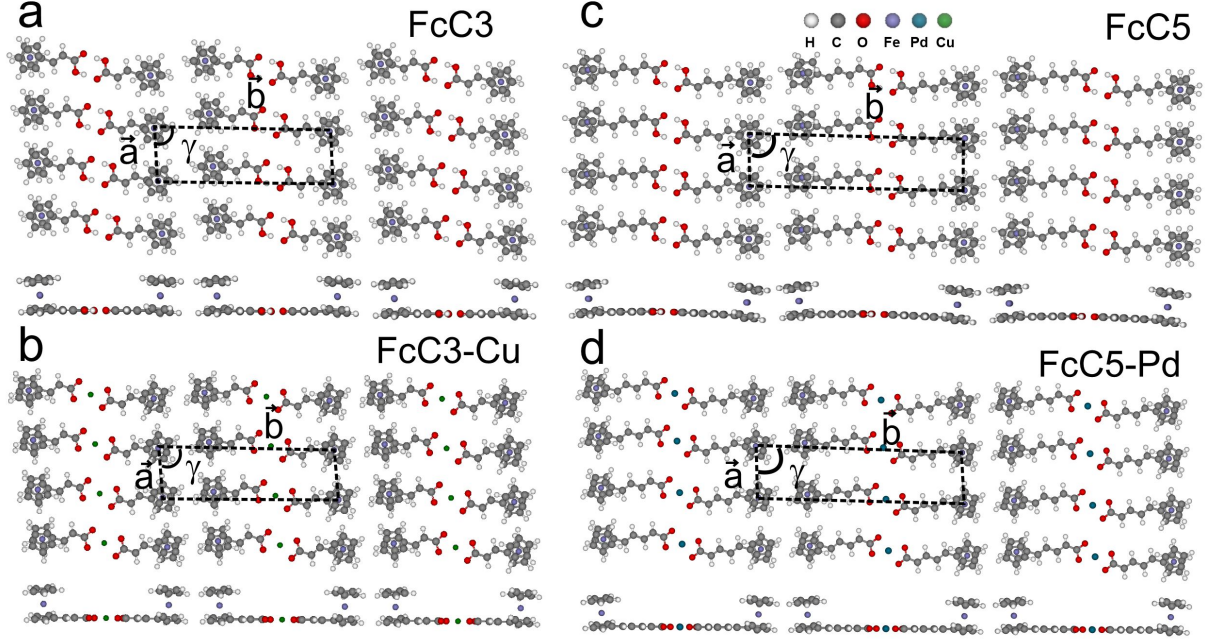 a
FcC3
b⃗
a⃗
γ
c
H C O Fe Pd Cu
FcC5
b⃗
a⃗
γ
b
FcC3-Cu
b⃗
a⃗
γ
d
FcC5-Pd
b⃗
a⃗
γ